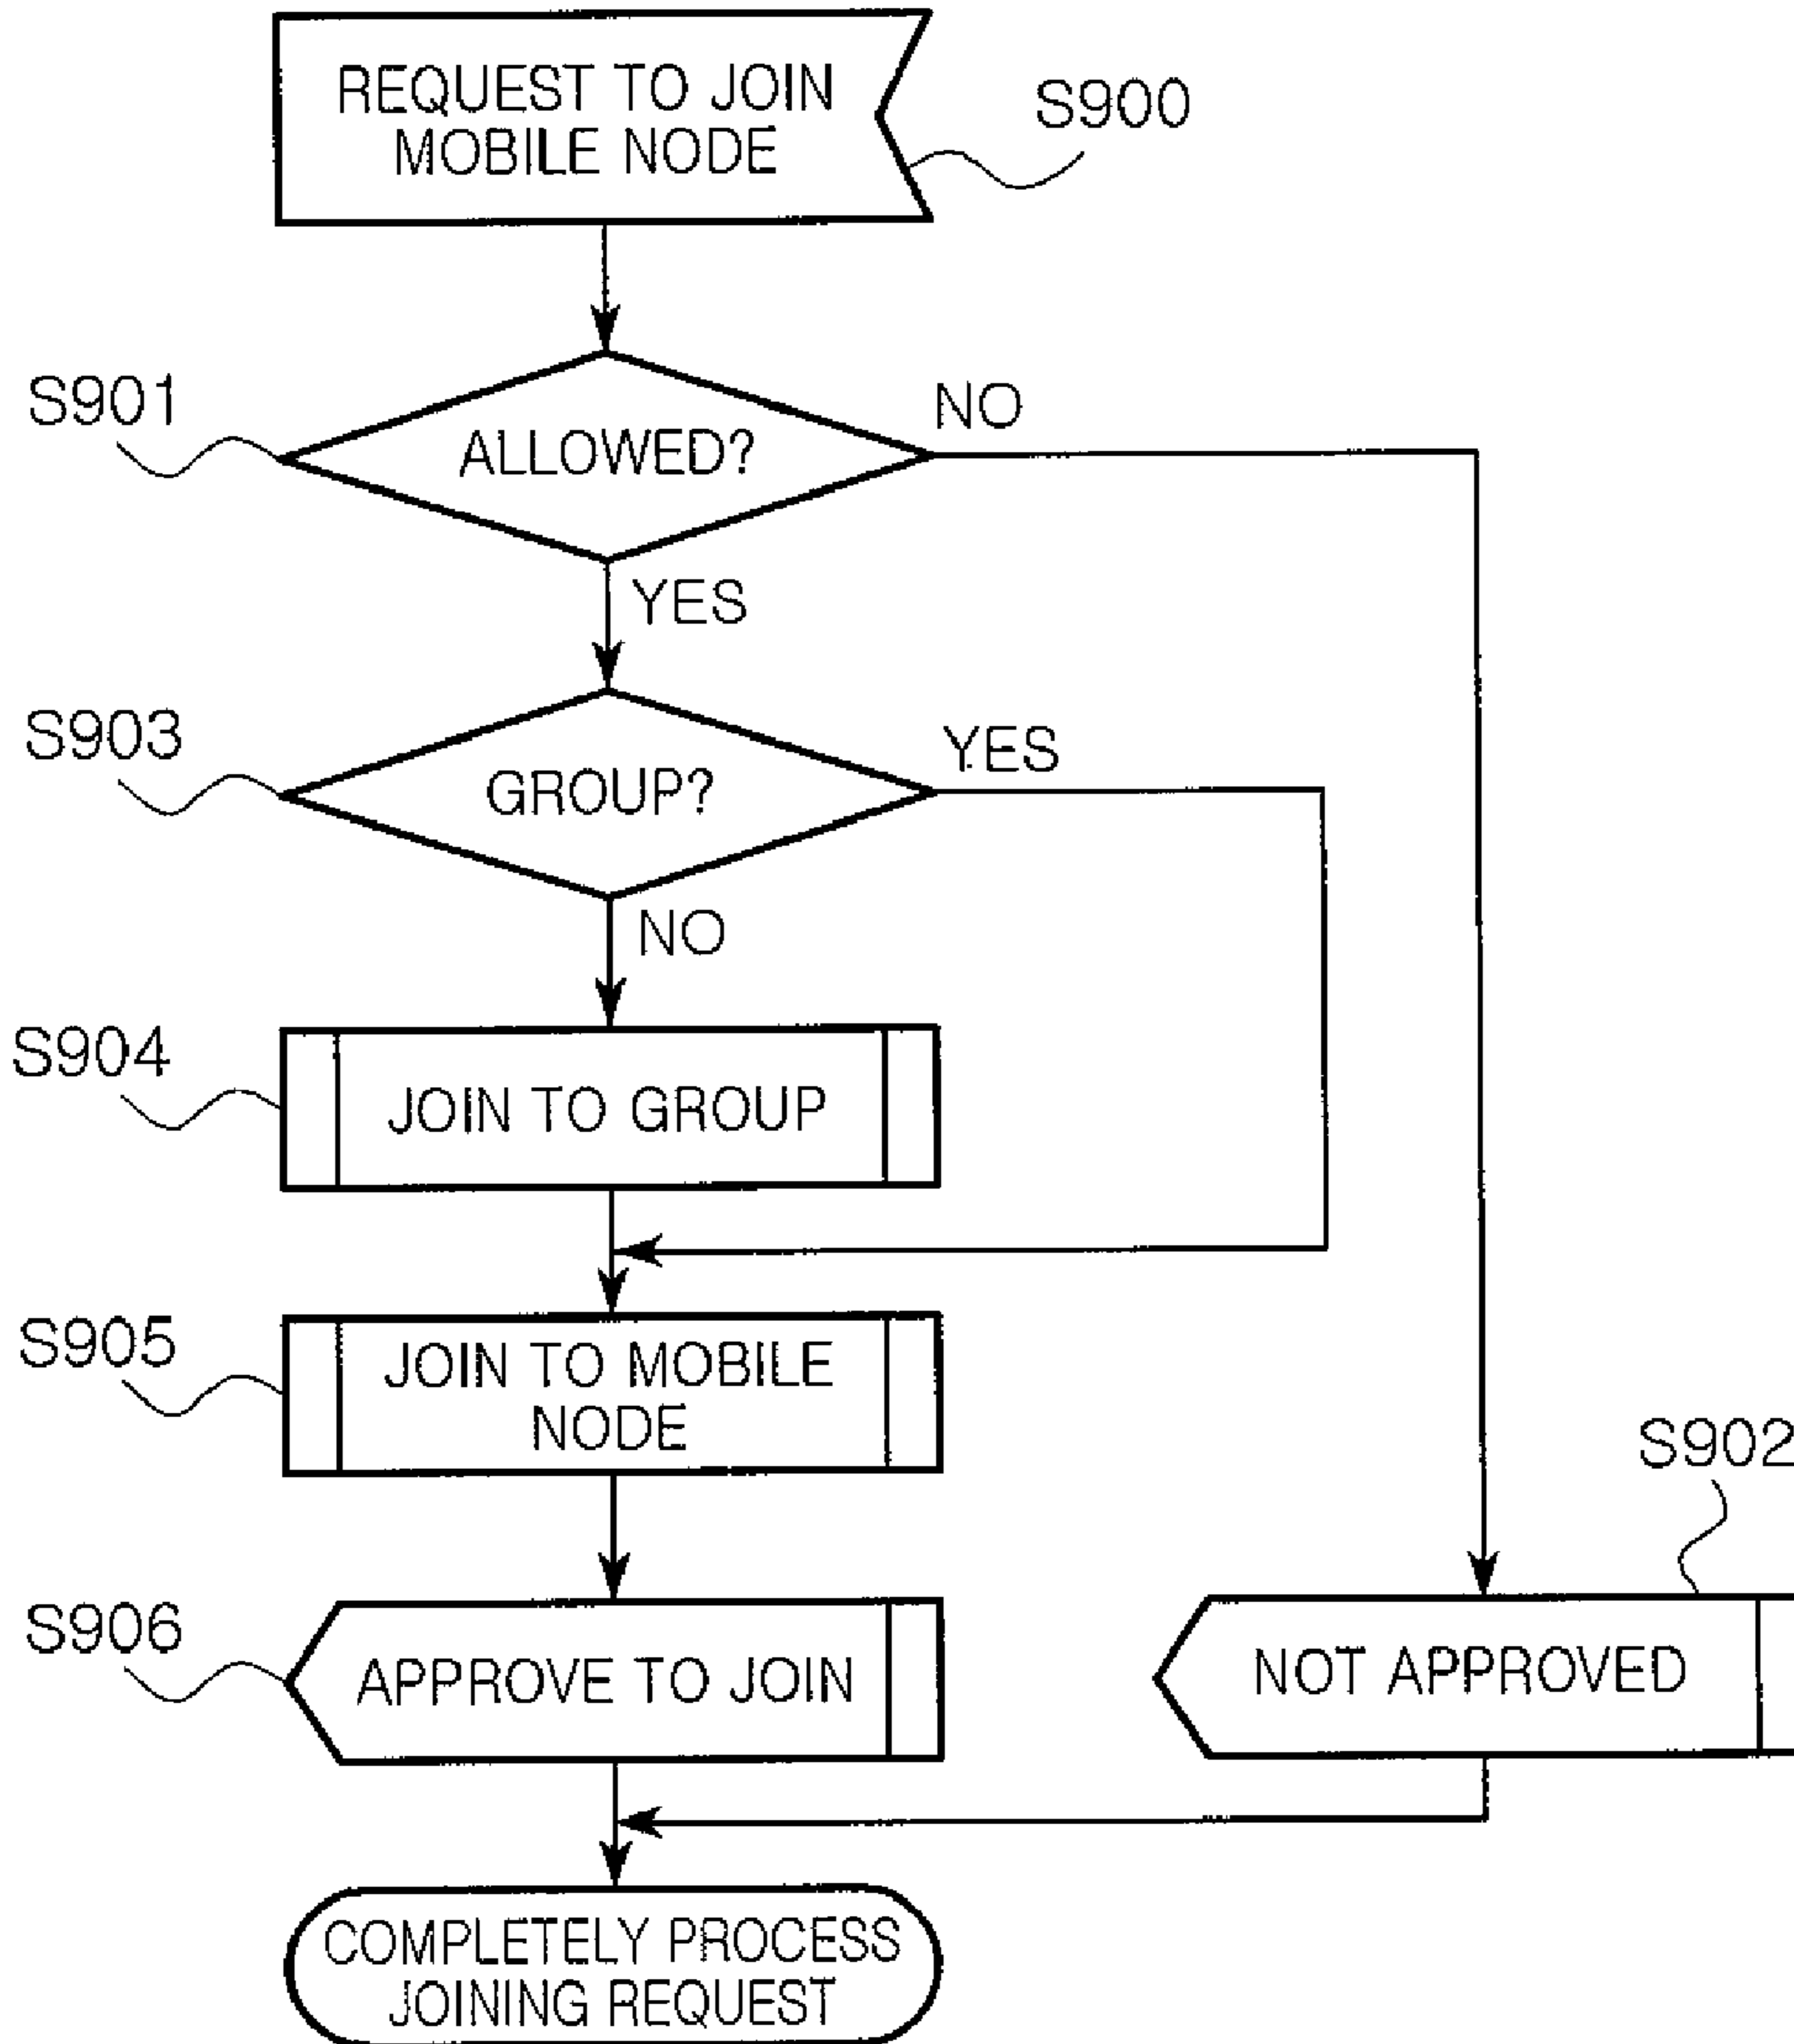 REQUEST TO JOIN
MOBILE NODE
S900
S901
ALLOWED?
NO
YES
S903
GROUP?
YES
NO
S904
JOIN TO GROUP
S905
JOIN TO MOBILE
NODE
S902
S906
APPROVE TO JOIN
NOT APPROVED
COMPLETELY PROCESS
JOINING REQUEST